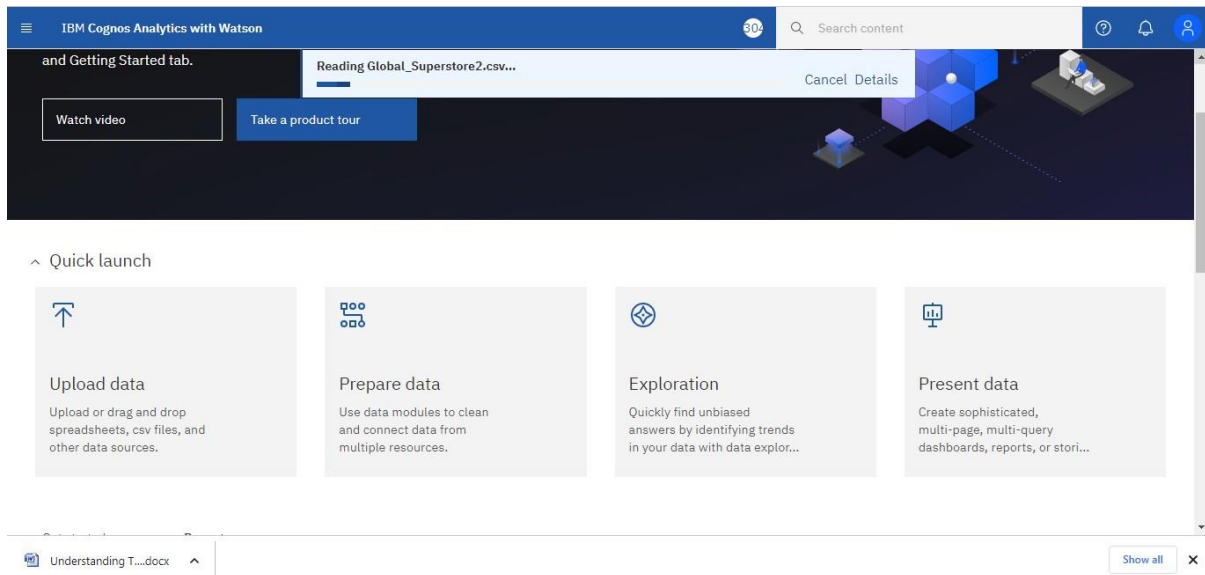 IBM Cognos Analytics with Watson
304
Search content
and Getting Started tab.
Reading Global_Superstore2.csv...
Cancel Details
Watch video
Take a product tour
Quick launch
Upload data
Upload or drag and drop
spreadsheets, csv files, and
other data sources.
Prepare data
Use data modules to clean
and connect data from
multiple resources.
Exploration
Quickly find unbiased
answers by identifying trends
in your data with data explor...
Present data
Create sophisticated,
multi-page, multi-query
dashboards, reports, or stori...
Understanding T....docx
Show all